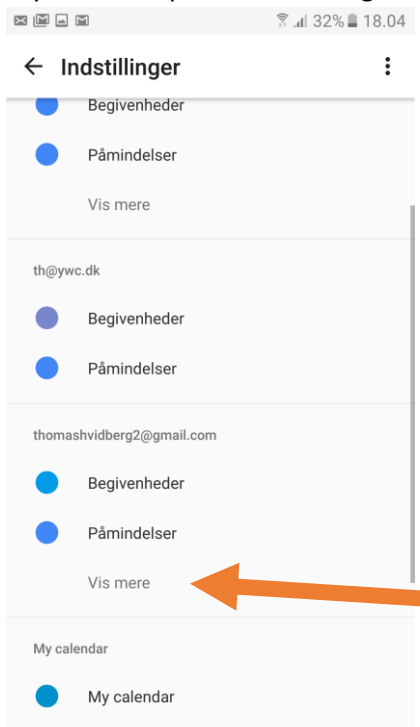 32% 18.04
Indstillinger
Begivenheder
Påmindelser
Vis mere
th@ywc.dk
Begivenheder
Påmindelser
thomashvidberg2@gmail.com
Begivenheder
Påmindelser
Vis mere
My calendar
My calendar